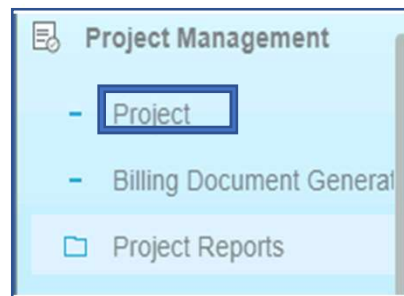 Project Management
Project
Billing Document Generat
Project Reports